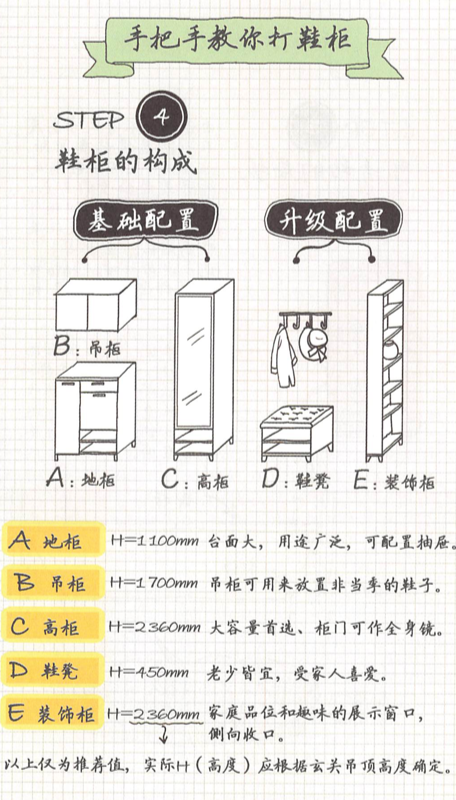 手把手教你打鞋柜
STEP 4
鞋柜的构成
基础配置 升级配置
B：吊柜
A：地柜 C：高柜 D：鞋凳 E：装饰柜
A 地柜 H=1100mm 台面大，用途广泛，可配置抽屉。
B 吊柜 H=1700mm 吊柜可用来放置非当季的鞋子。
C 高柜 H=2360mm 大容量首选、柜门可作全身镜。
D 鞋凳 H=450mm 老少皆宜，受家人喜爱。
E 装饰柜 H=2360mm 家庭品位和趣味的展示窗口，
侧向收口。
以上仅为推荐值，实际H（高度）应根据玄关吊顶高度确定。